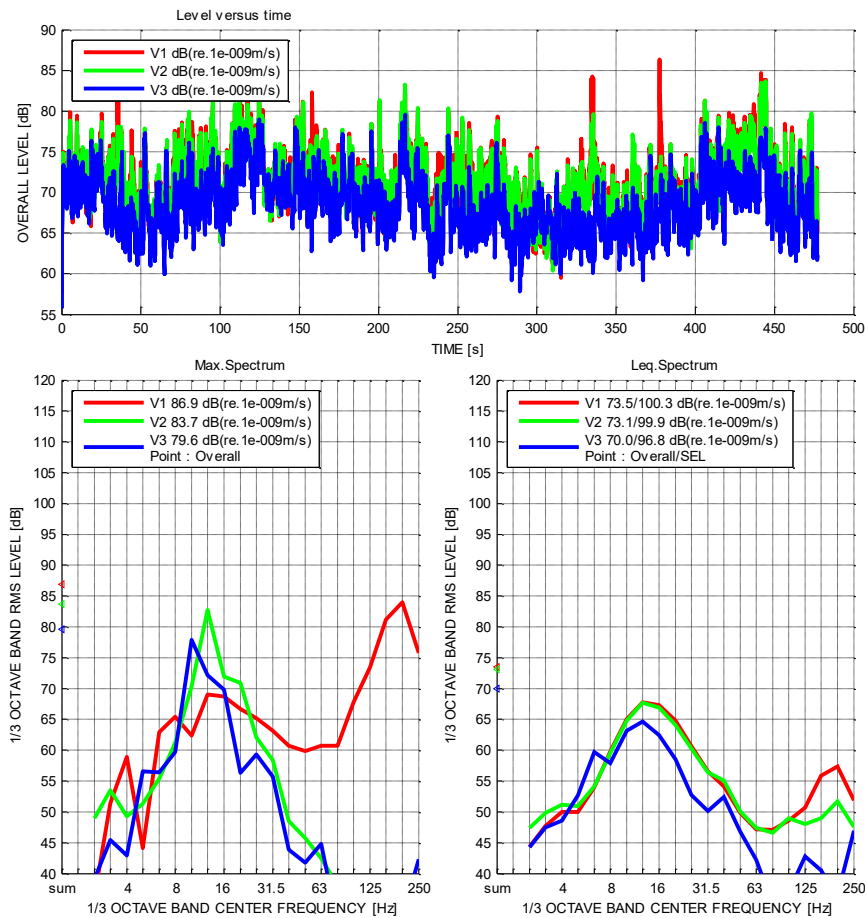 Level versus time
90
85
80
75
70
65
60
55
OVERALL LEVEL [dB]
V1 dB(re.1e-009m/s)
V2 dB(re.1e-009m/s)
V3 dB(re.1e-009m/s)
0 50 100 150 200 250 300 350 400 450 500
TIME [s]
Max.Spectrum
120
115
110
105
100
95
90
85
80
75
70
65
60
55
50
45
40
1/3 OCTAVE BAND RMS LEVEL [dB]
V1 86.9 dB(re.1e-009m/s)
V2 83.7 dB(re.1e-009m/s)
V3 79.6 dB(re.1e-009m/s)
Point : Overall
sum 4 8 16 31.5 63 125 250
1/3 OCTAVE BAND CENTER FREQUENCY [Hz]
Leq.Spectrum
120
115
110
105
100
95
90
85
80
75
70
65
60
55
50
45
40
1/3 OCTAVE BAND RMS LEVEL [dB]
V1 73.5/100.3 dB(re.1e-009m/s)
V2 73.1/99.9 dB(re.1e-009m/s)
V3 70.0/96.8 dB(re.1e-009m/s)
Point : Overall/SEL
sum 4 8 16 31.5 63 125 250
1/3 OCTAVE BAND CENTER FREQUENCY [Hz]